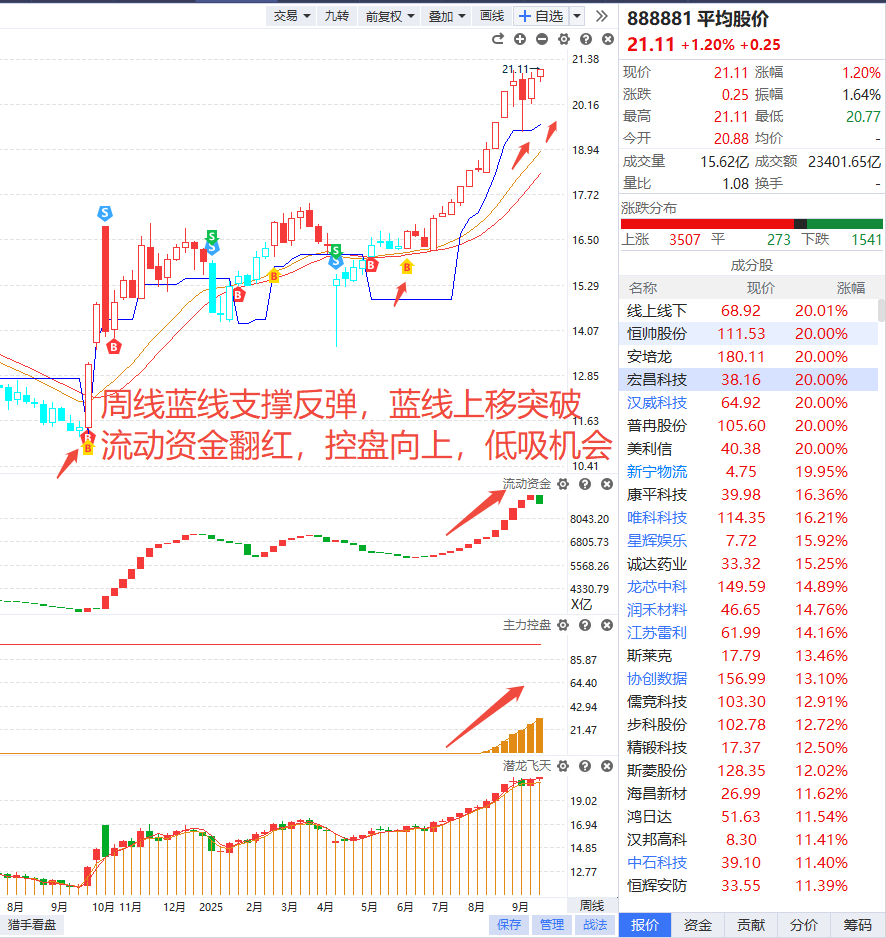 交易 九转 前复权 叠加 画线 自选
888881 平均股价
21.11 +1.20% +0.25
现价 21.11 涨幅 1.20%
涨跌 0.25 振幅 1.64%
最高 21.11 最低 20.77
今开 20.88 均价 -
成交量 15.62亿 成交额 23401.65亿
量比 1.08 换手 -
涨跌分布
上涨 3507 平 273 下跌 1541
成分股
名称 现价 涨幅
线上线下 68.92 20.01%
恒帅股份 111.53 20.00%
安培龙 180.11 20.00%
宏昌科技 38.16 20.00%
汉威科技 64.92 20.00%
普冉股份 105.60 20.00%
美利信 40.38 20.00%
新宁物流 4.75 19.95%
康平科技 39.98 16.36%
唯科科技 114.35 16.21%
星辉娱乐 7.72 15.92%
诚达药业 33.32 15.25%
龙芯中科 149.59 14.89%
润禾材料 46.65 14.76%
江苏雷利 61.99 14.16%
斯莱克 17.79 13.46%
协创数据 156.99 13.10%
儒竞科技 103.30 12.91%
步科股份 102.78 12.72%
精锻科技 17.37 12.50%
斯菱股份 128.35 12.02%
海昌新材 26.99 11.62%
鸿日达 51.63 11.54%
汉邦高科 8.30 11.41%
中石科技 39.10 11.40%
恒辉安防 33.55 11.39%
报价 资金 贡献 分价 筹码
21.38
21.11
20.16
18.94
17.72
16.50
15.29
14.07
12.85
11.63
10.41
S
S
S
S
S
B
B
B
B
B
B
B
周线蓝线支撑反弹，蓝线上移突破
流动资金翻红，控盘向上，低吸机会
流动资金
8043.20
6805.73
5568.26
4330.79
X亿
主力控盘
85.87
64.40
42.94
21.47
潜龙飞天
19.02
16.94
14.85
12.77
8月 9月 10月 11月 12月 2025 2月 3月 4月 5月 6月 7月 8月 9月 周线
猎手看盘 保存 管理 战法